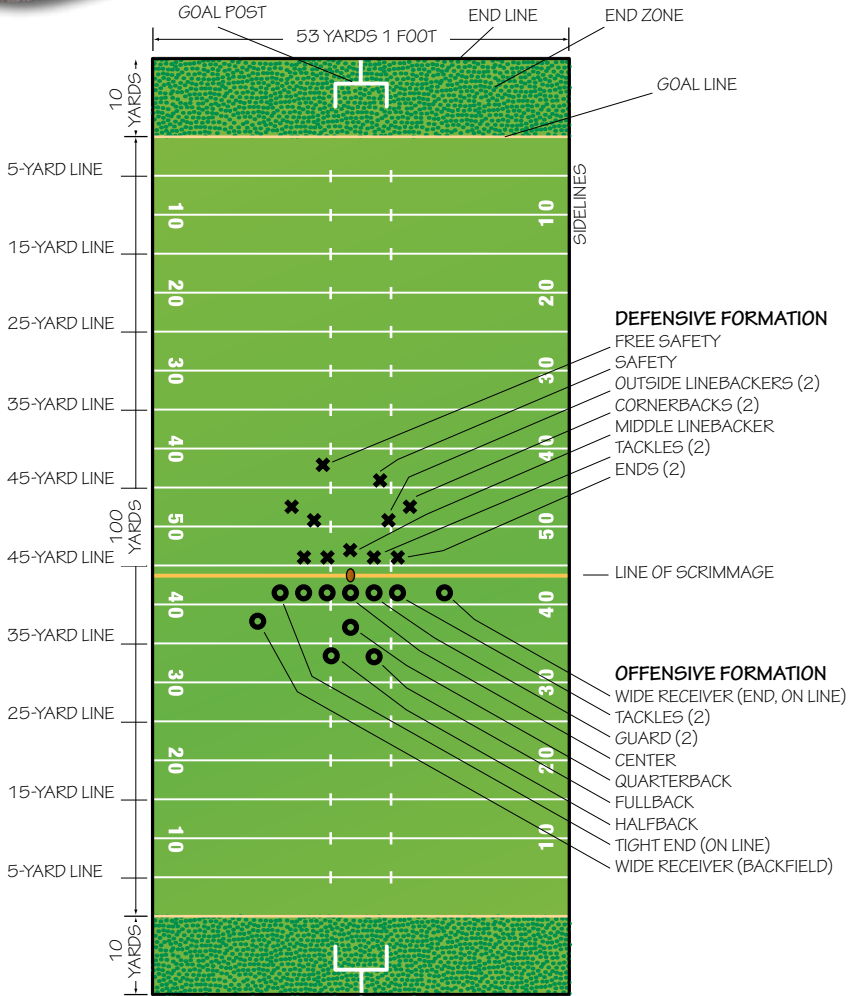 GOAL POST
END LINE
END ZONE
53 YARDS 1 FOOT
10
YARDS
GOAL LINE
SIDELINES
5-YARD LINE
10
10
15-YARD LINE
20
20
25-YARD LINE
30
30
35-YARD LINE
40
40
45-YARD LINE
100
YARDS
50
50
45-YARD LINE
40
40
35-YARD LINE
30
30
25-YARD LINE
20
20
15-YARD LINE
10
10
5-YARD LINE
10
YARDS
DEFENSIVE FORMATION
FREE SAFETY
SAFETY
OUTSIDE LINEBACKERS (2)
CORNERBACKS (2)
MIDDLE LINEBACKER
TACKLES (2)
ENDS (2)
LINE OF SCRIMMAGE
OFFENSIVE FORMATION
WIDE RECEIVER (END, ON LINE)
TACKLES (2)
GUARD (2)
CENTER
QUARTERBACK
FULLBACK
HALFBACK
TIGHT END (ON LINE)
WIDE RECEIVER (BACKFIELD)